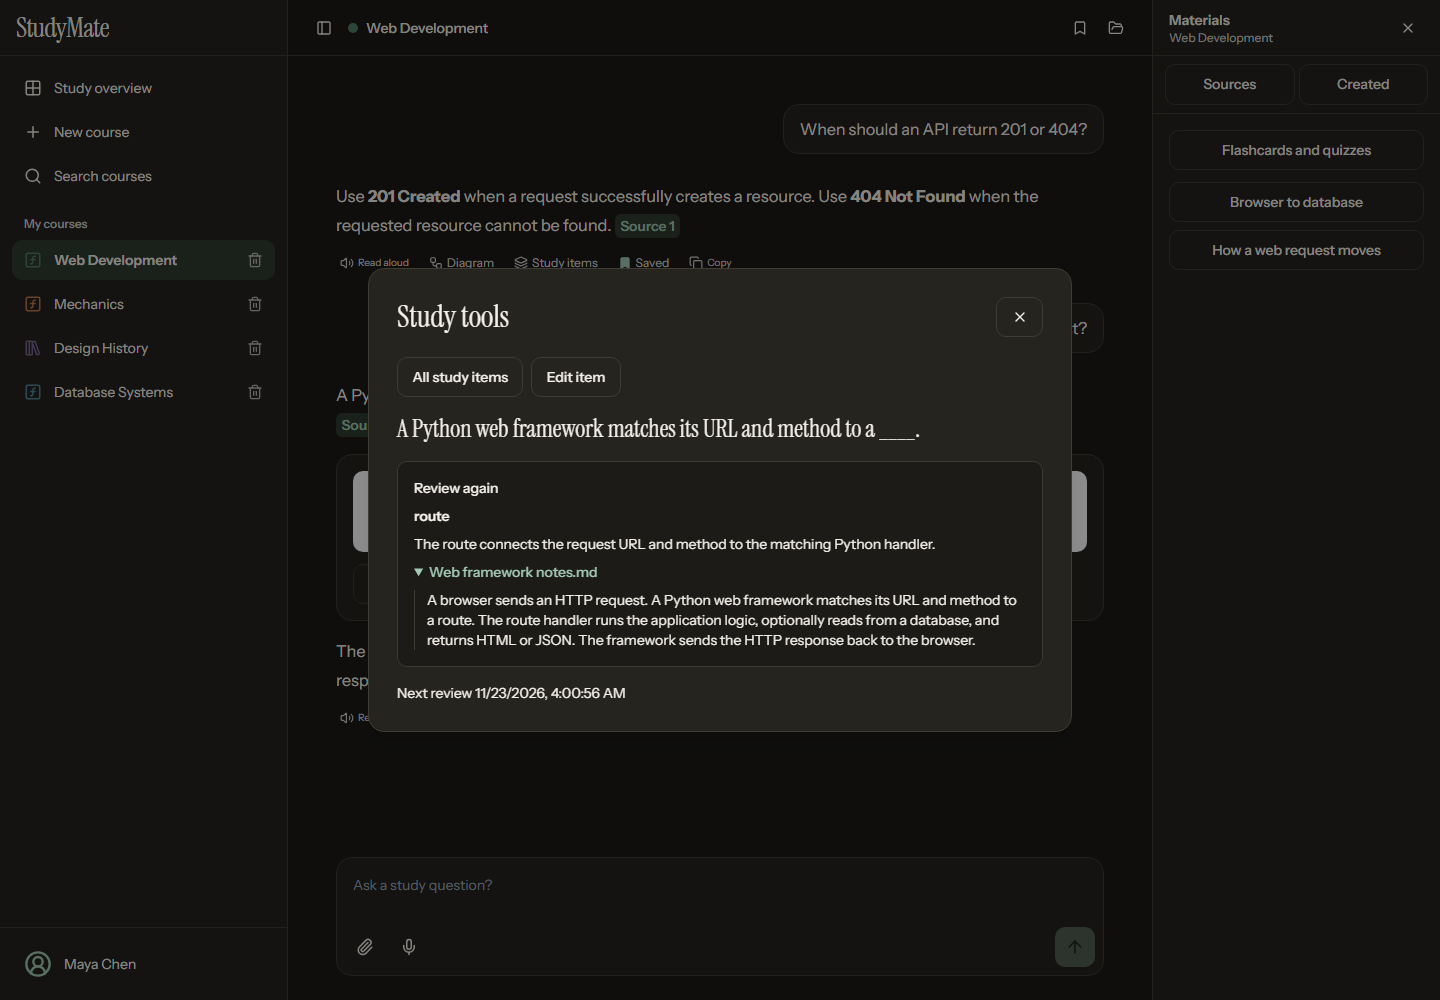 StudyMate
Study overview
New course
Search courses
My courses
Web Development
Mechanics
Design History
Database Systems
Maya Chen
Web Development
When should an API return 201 or 404?
Use 201 Created when a request successfully creates a resource. Use 404 Not Found when the
requested resource cannot be found. Source 1
Read aloud Diagram Study items Saved Copy
t?
A Py
Sou
Study tools
All study items Edit item
A Python web framework matches its URL and method to a ____.
Review again
route
The route connects the request URL and method to the matching Python handler.
Web framework notes.md
A browser sends an HTTP request. A Python web framework matches its URL and method to
a route. The route handler runs the application logic, optionally reads from a database, and
returns HTML or JSON. The framework sends the HTTP response back to the browser.
Next review 11/23/2026, 4:00:56 AM
The
resp
Re
Ask a study question?
Materials
Web Development
Sources Created
Flashcards and quizzes
Browser to database
How a web request moves